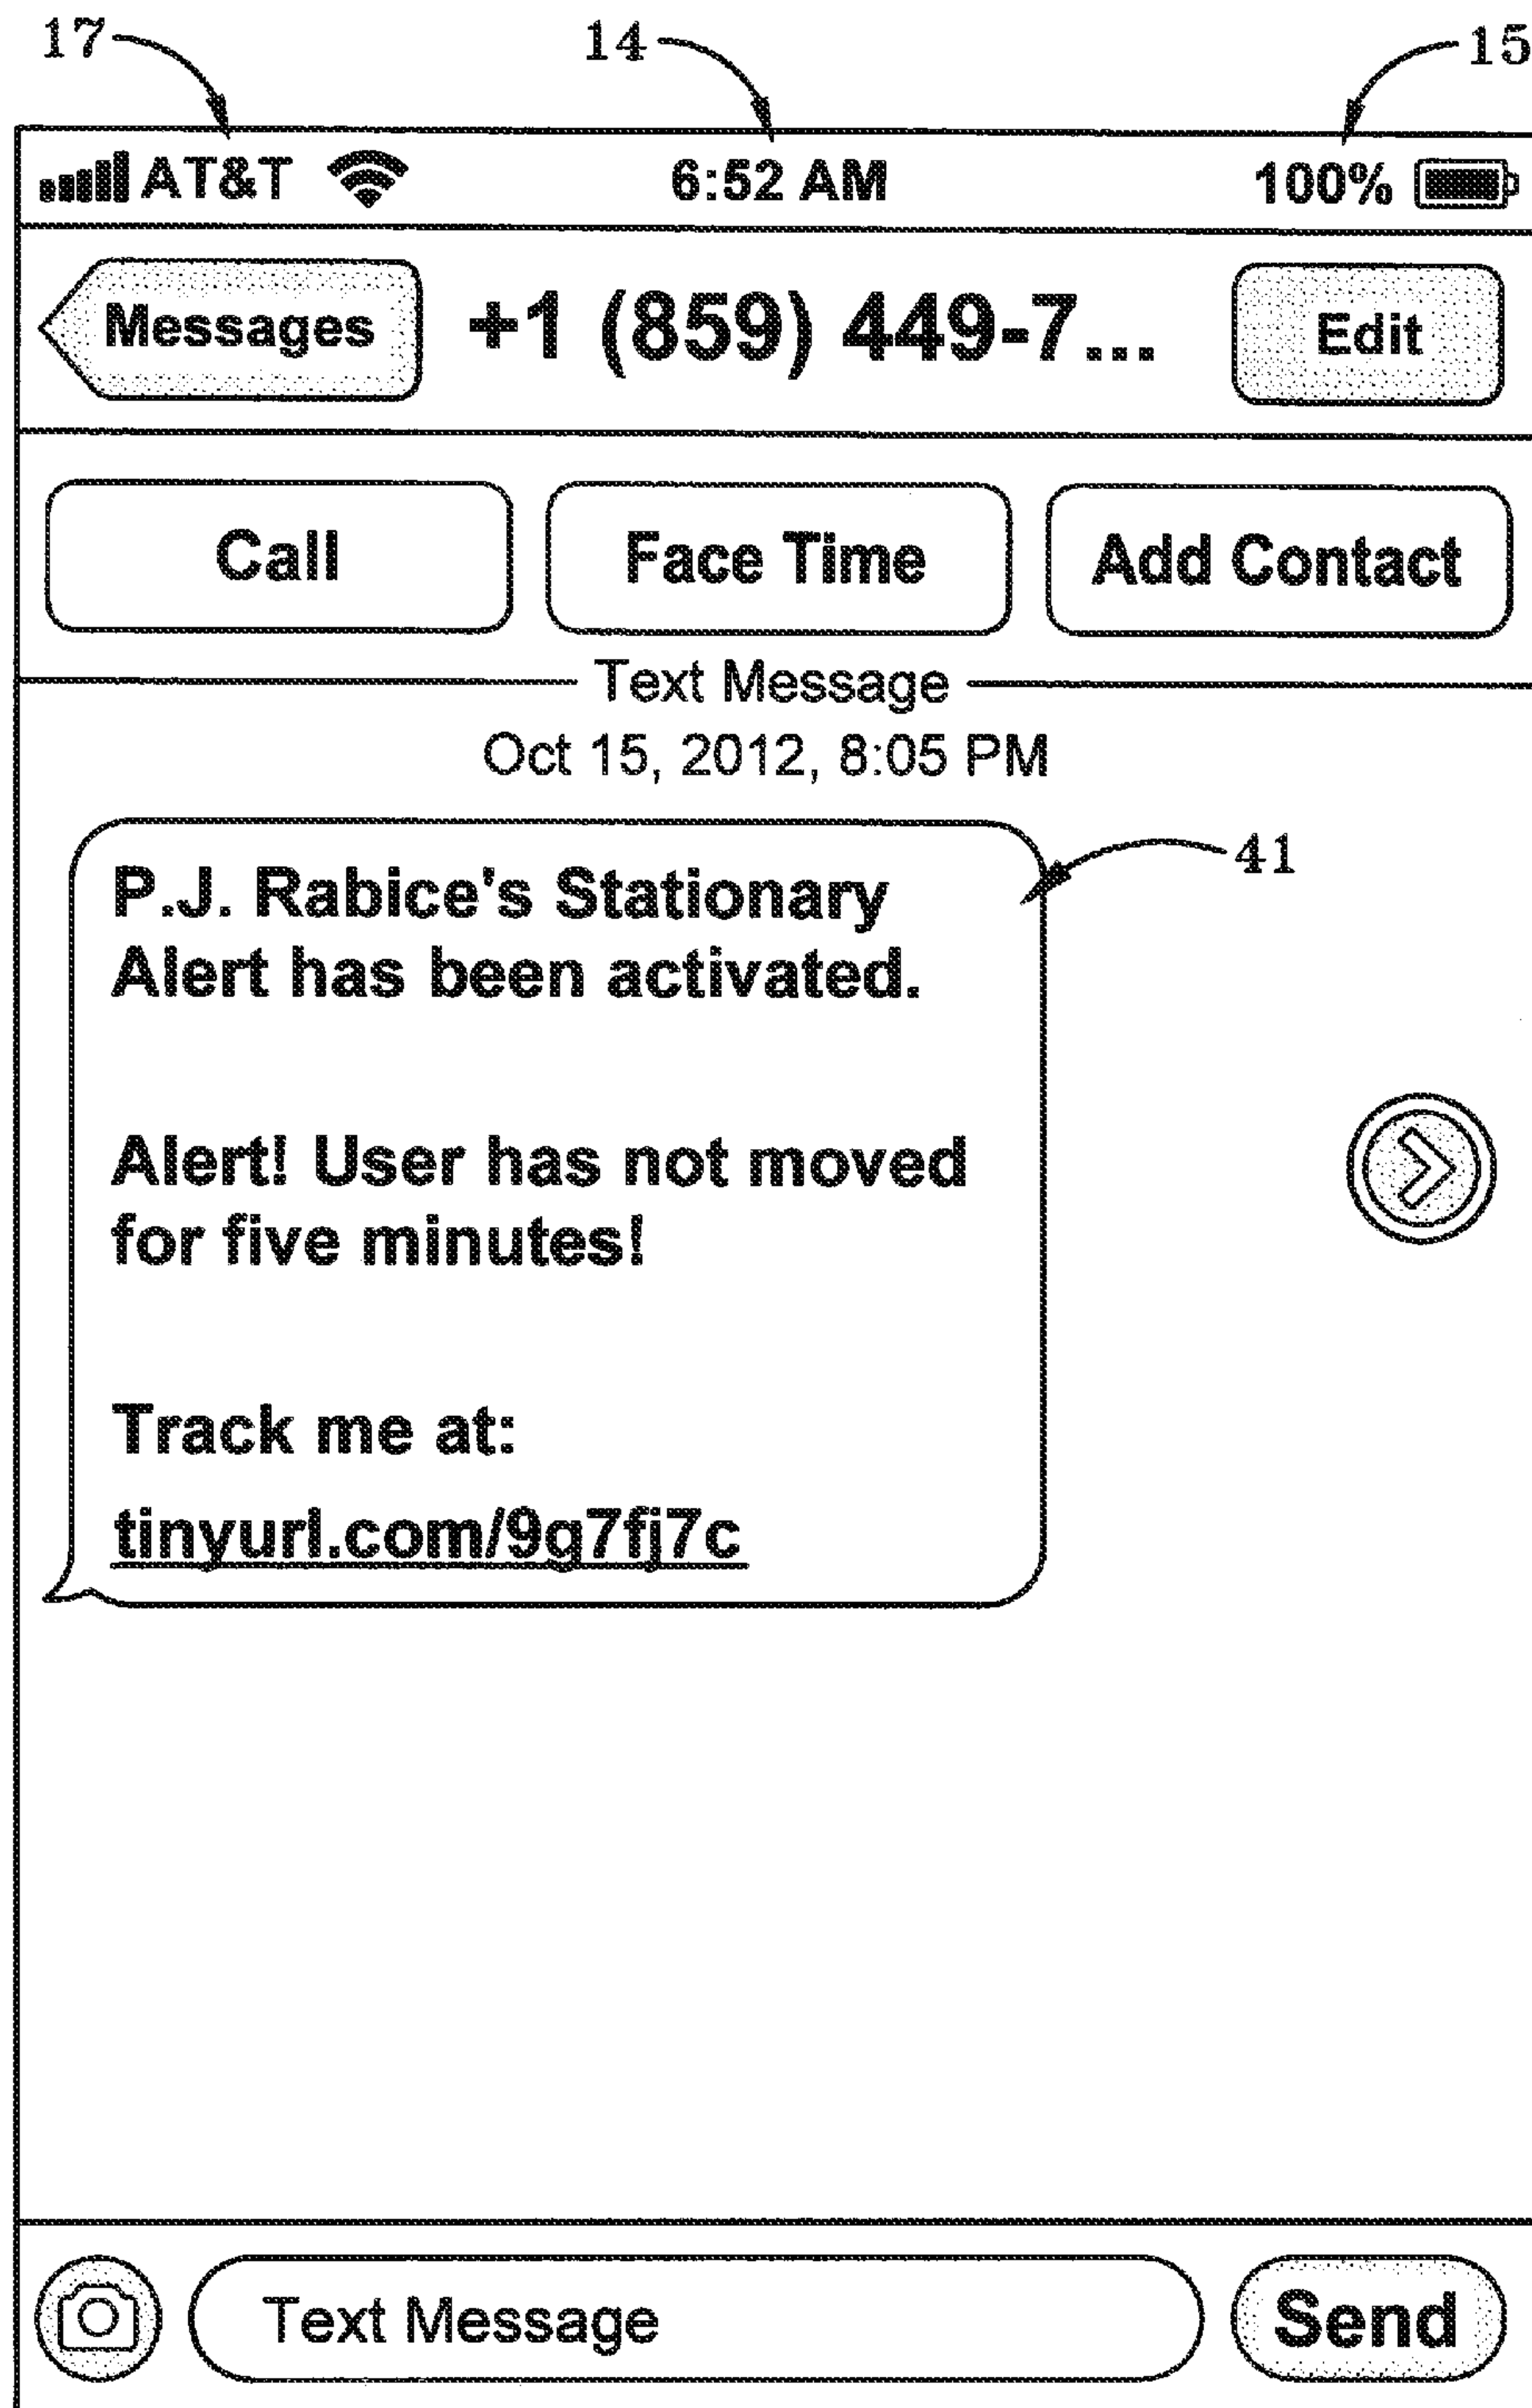 17 14 15
AT&T 6:52 AM 100%
Messages +1 (859) 449-7... Edit
Call Face Time Add Contact
Text Message
Oct 15, 2012, 8:05 PM
41
P.J. Rabice's Stationary
Alert has been activated.
Alert! User has not moved
for five minutes!
Track me at:
tinyurl.com/9q7fj7c
Text Message Send